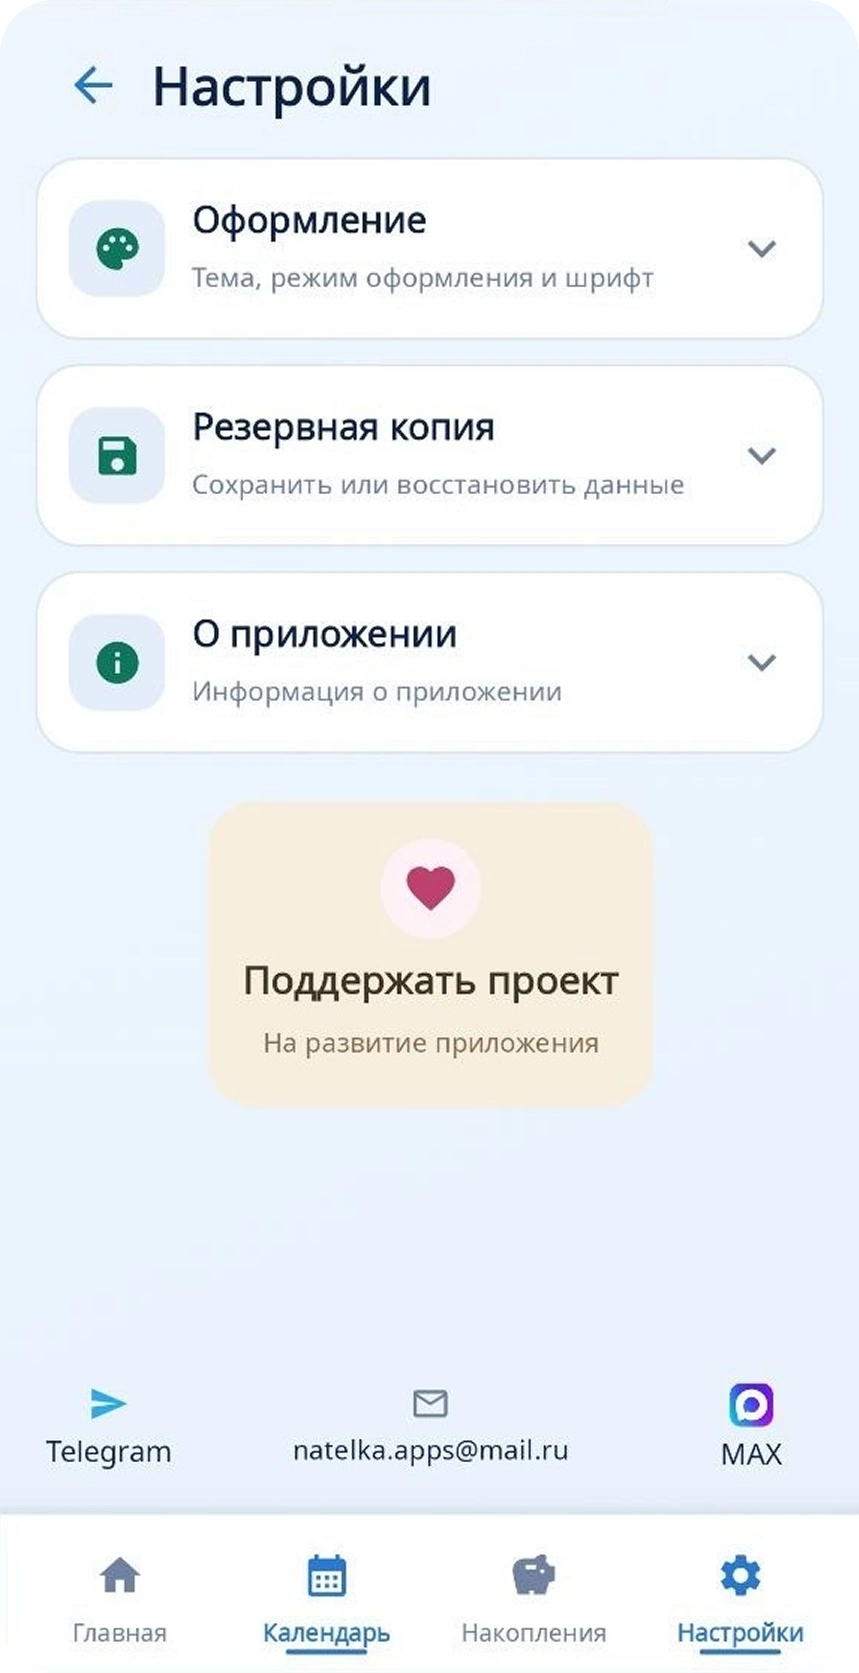 Настройки
Оформление
Тема, режим оформления и шрифт
Резервная копия
Сохранить или восстановить данные
О приложении
Информация о приложении
Поддержать проект
На развитие приложения
Telegram
natelka.apps@mail.ru
MAX
Главная
Календарь
Накопления
Настройки